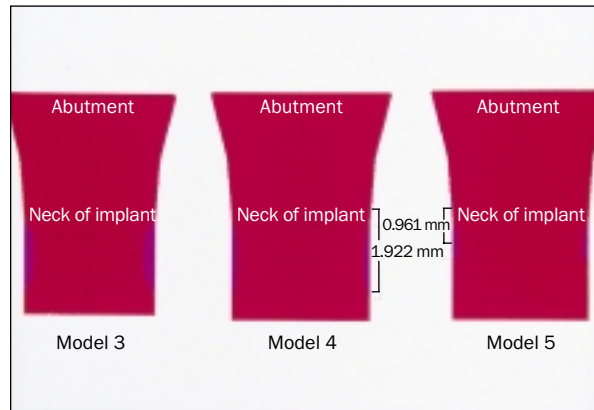 Abutment Abutment Abutment
Neck of implant Neck of implant Neck of implant
0.961 mm
1.922 mm
Model 3 Model 4 Model 5